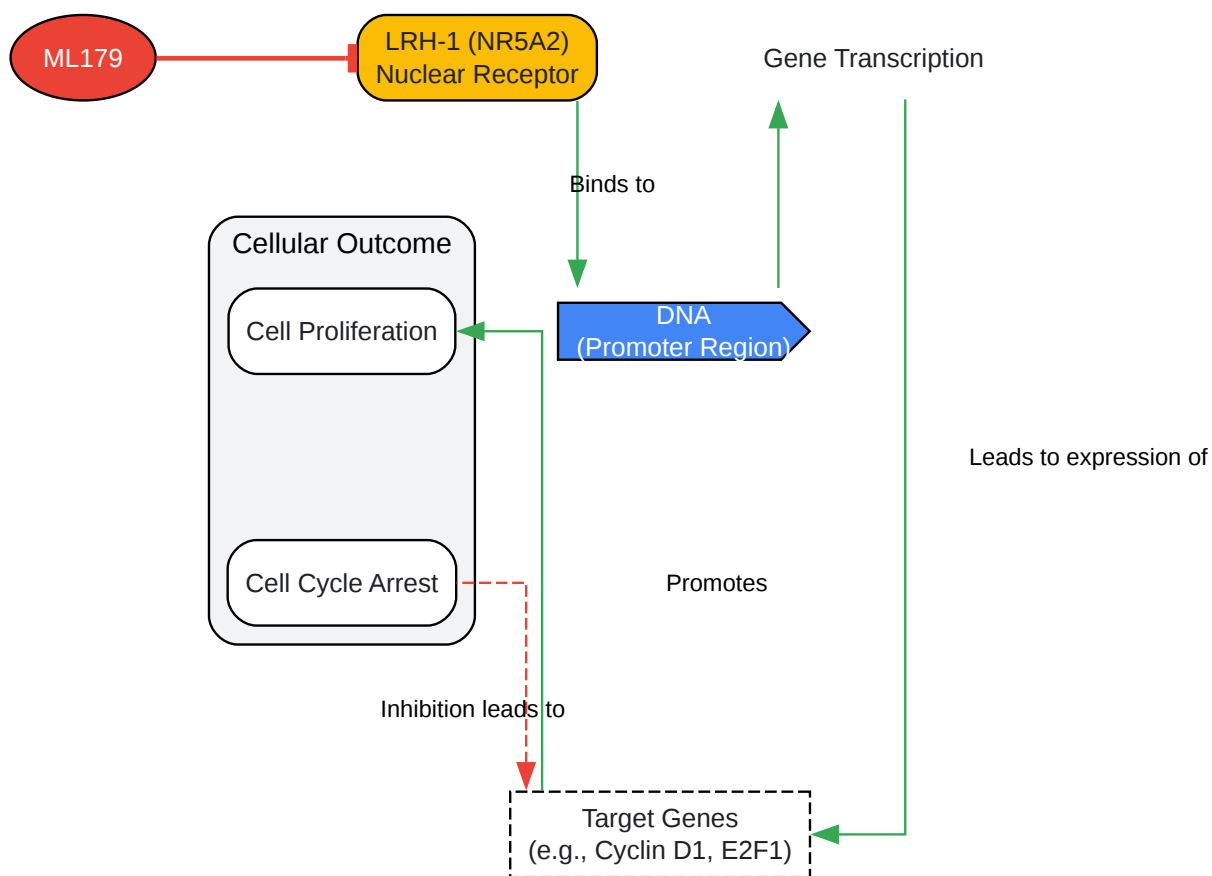 ML179
LRH-1 (NR5A2)
Nuclear Receptor
Gene Transcription
Binds to
Cellular Outcome
Cell Proliferation
DNA
(Promoter Region)
Leads to expression of
Cell Cycle Arrest
Promotes
Inhibition leads to
Target Genes
(e.g., Cyclin D1, E2F1)